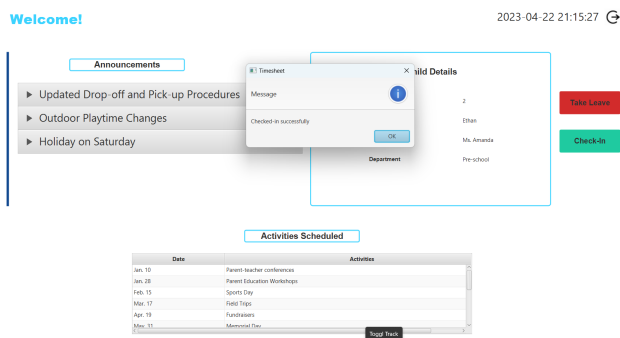 Welcome!
2023-04-22 21:15:27
Announcements
Updated Drop-off and Pick-up Procedures
Outdoor Playtime Changes
Holiday on Saturday
Timesheet
Message
Checked-in successfully
OK
hild Details
2
Ethan
Ms. Amanda
Department Pre-school
Take Leave
Check-In
Activities Scheduled
Date Activities
Jan. 10 Parent-teacher conferences
Jan. 28 Parent Education Workshops
Feb. 15 Sports Day
Mar. 17 Field Trips
Apr. 19 Fundraisers
May. 31 Memorial Day
Toggl Track